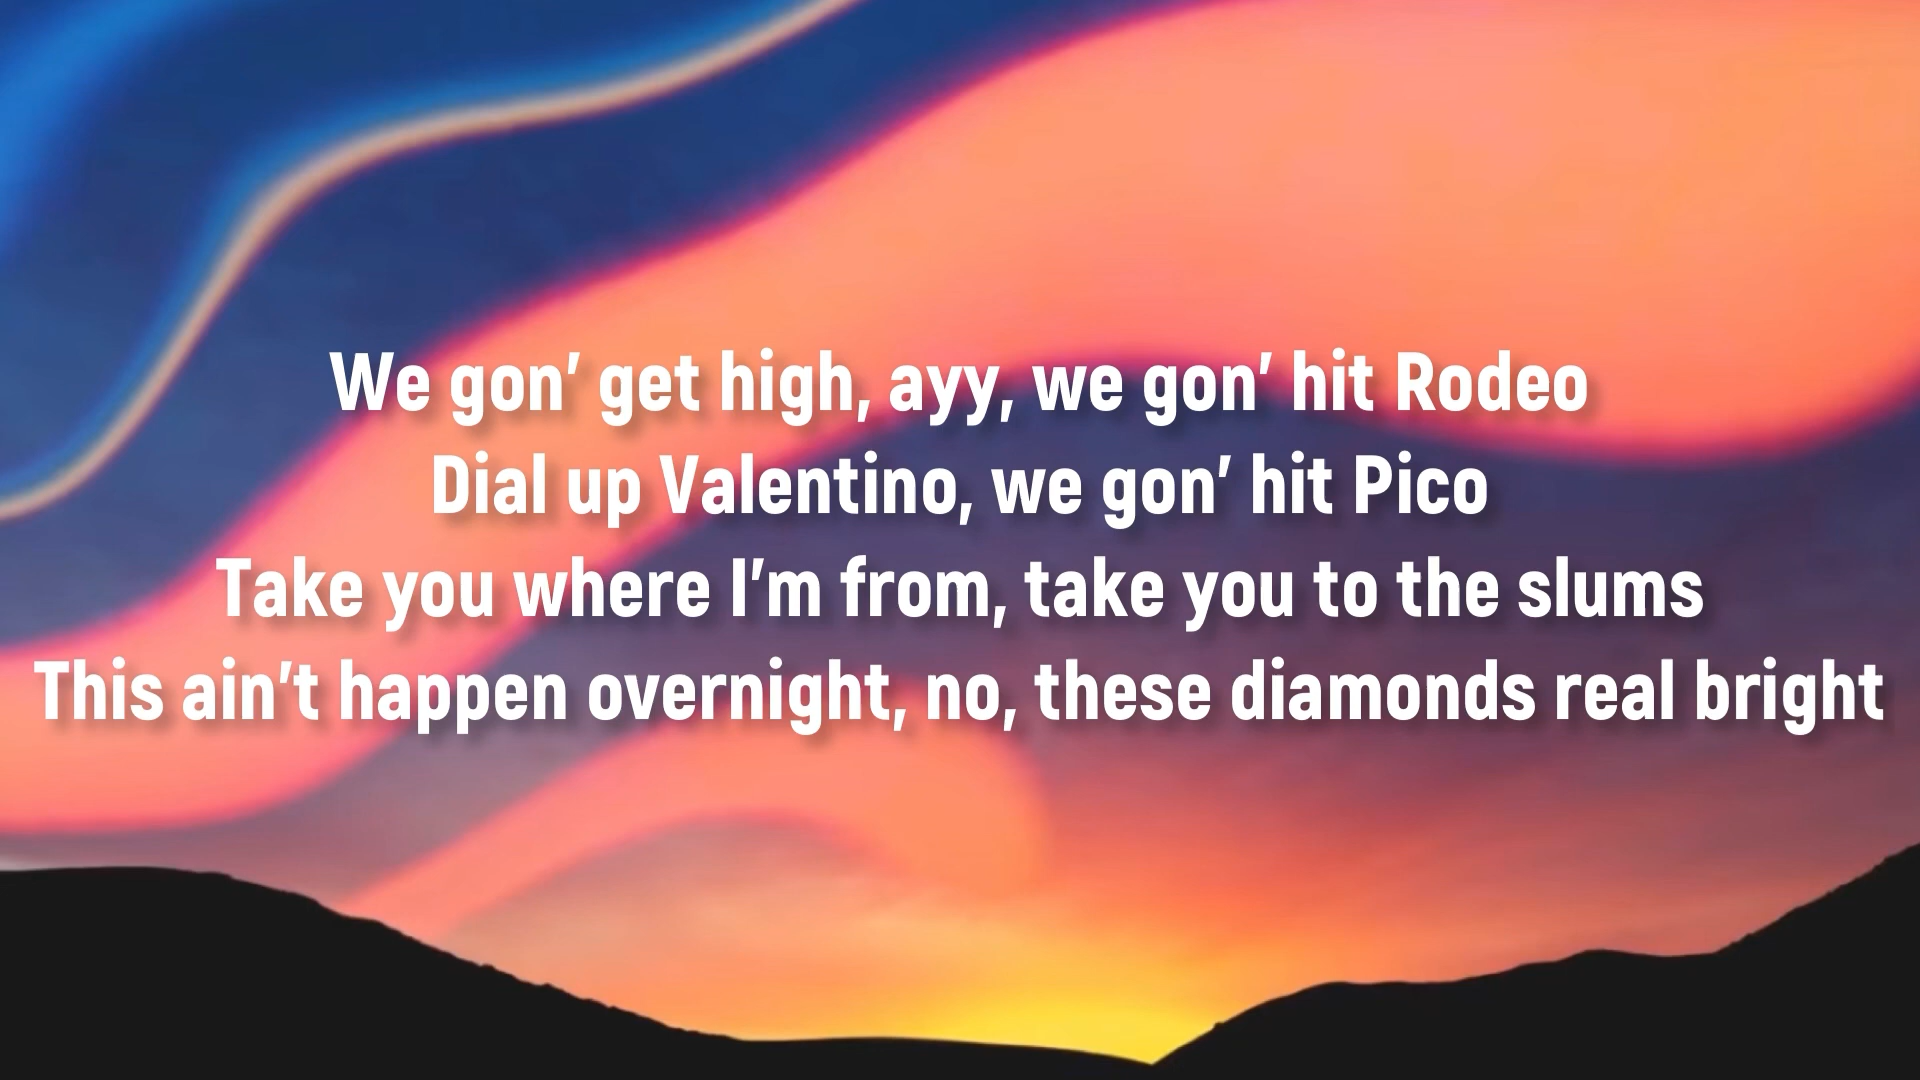 We gon’ get high, ayy, we gon’ hit Rodeo
Dial up Valentino, we gon’ hit Pico
Take you where I’m from, take you to the slums
This ain’t happen overnight, no, these diamonds real bright